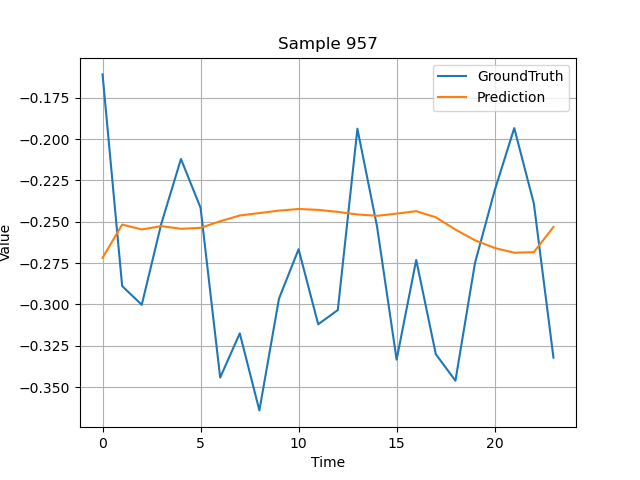 Sample 957
GroundTruth
Prediction
−0.175
−0.200
−0.225
−0.250
−0.275
−0.300
−0.325
−0.350
Value
0 5 10 15 20
Time